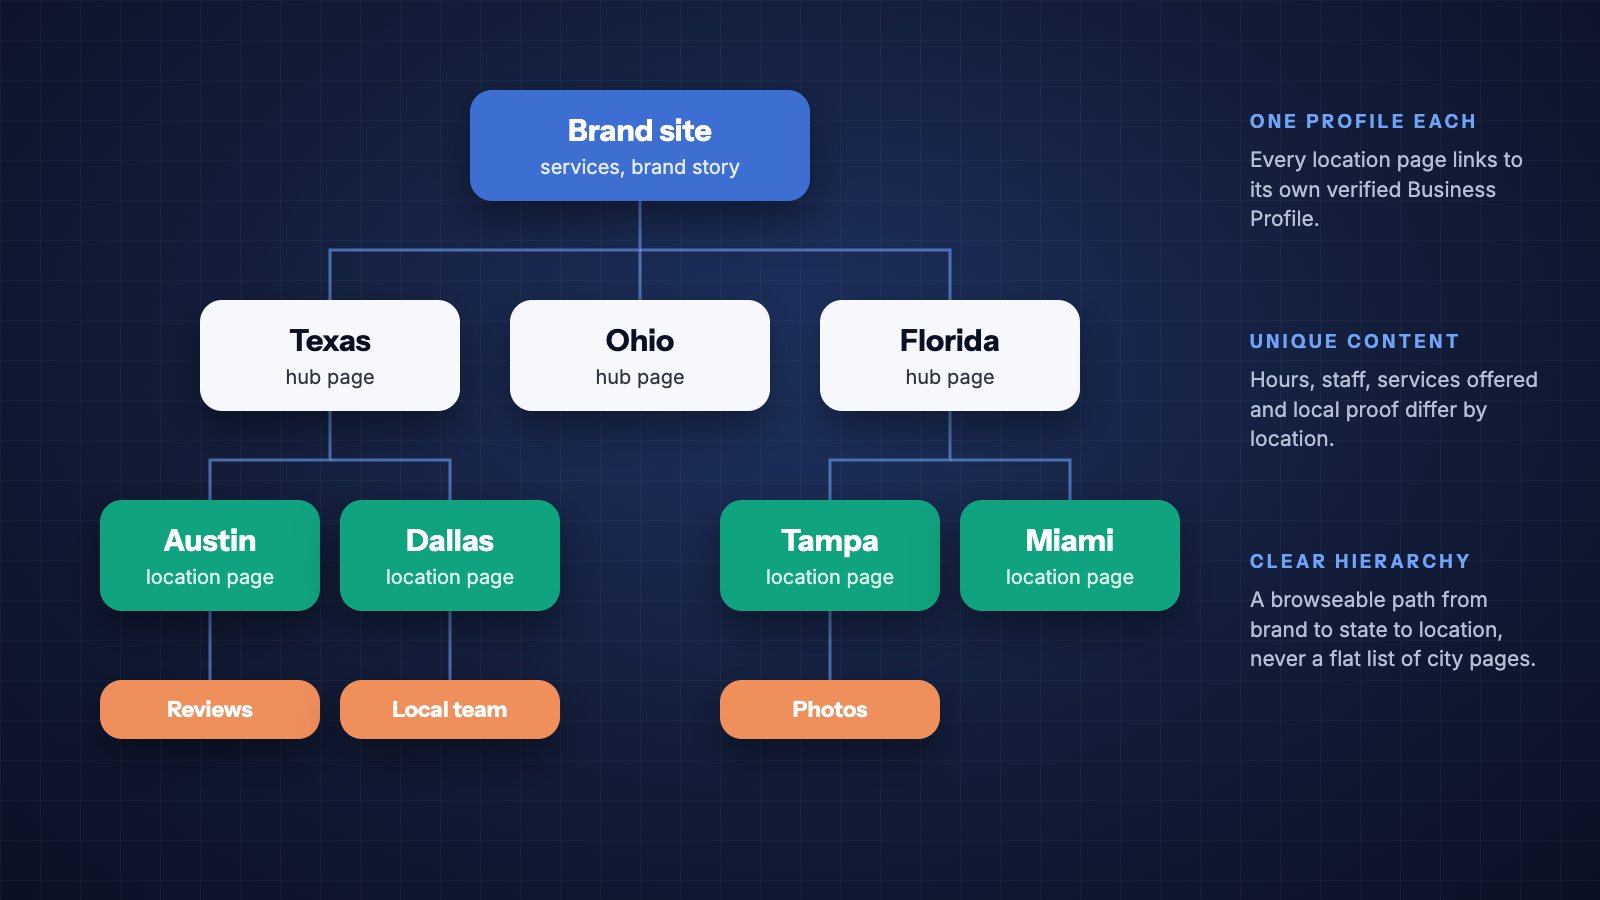 Brand site
services, brand story
Texas
hub page
Ohio
hub page
Florida
hub page
Austin
location page
Dallas
location page
Tampa
location page
Miami
location page
Reviews
Local team
Photos
ONE PROFILE EACH
Every location page links to
its own verified Business
Profile.
UNIQUE CONTENT
Hours, staff, services offered
and local proof differ by
location.
CLEAR HIERARCHY
A browseable path from
brand to state to location,
never a flat list of city pages.